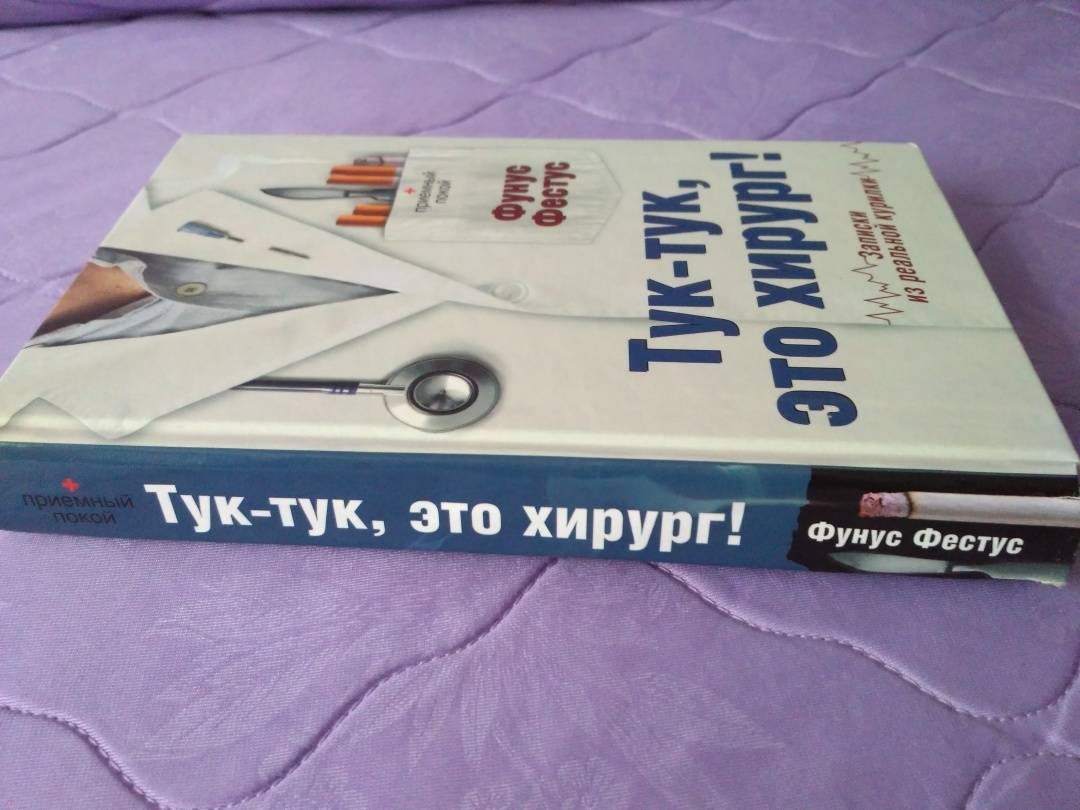 приемный
покой
Фунус
Фестус
Тук-тук,
это хирург!
Записки
из реальной курилки
приемный
покой
Тук-тук, это хирург!
Фунус Фестус